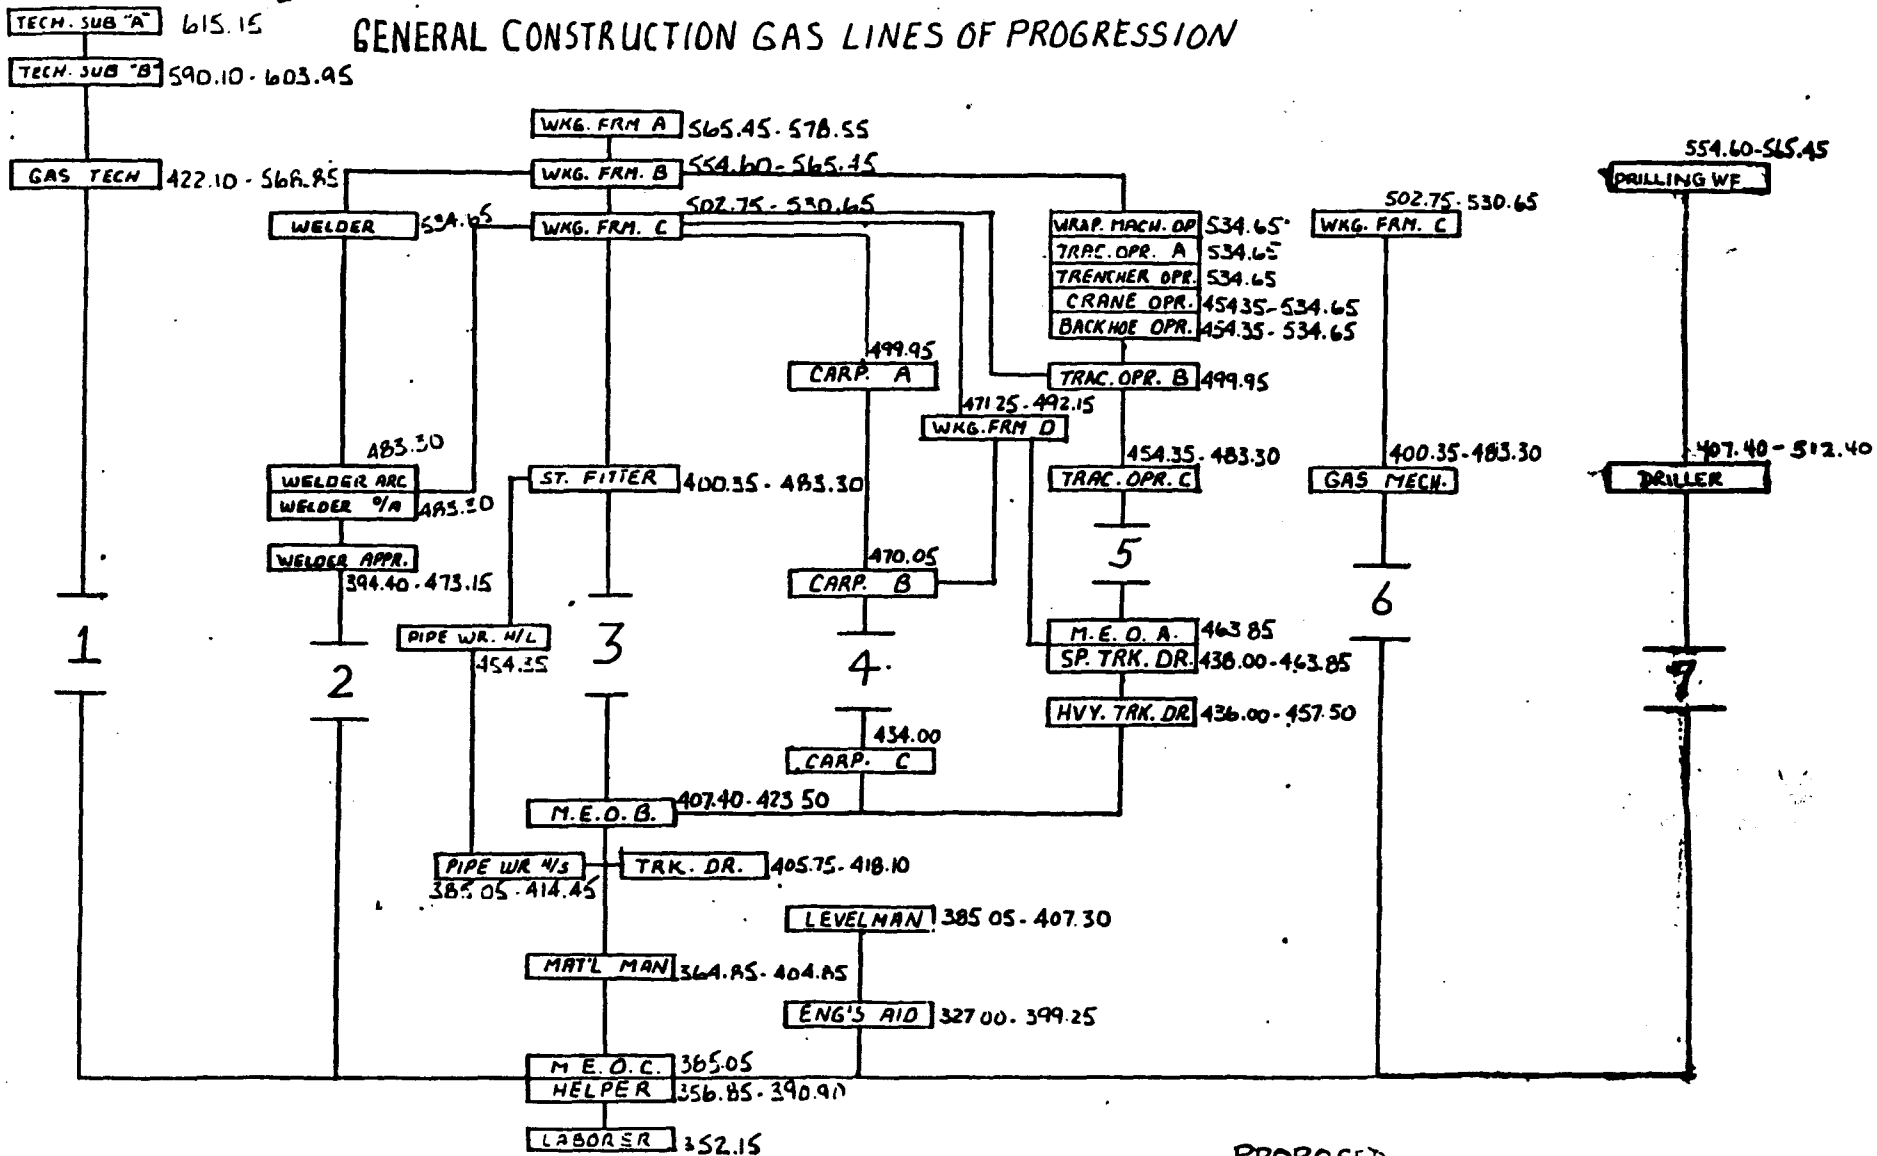 TECH. SUB "A" 615.15
GENERAL CONSTRUCTION GAS LINES OF PROGRESSION
TECH. SUB "B" 590.10-603.95
WKG. FRM A 565.45-578.55
GAS TECH 422.10-566.85
WKG. FRM. B 554.60-565.45
554.60-565.45
DRILLING WF
WELDER 534.65
WKG. FRM. C 502.75-530.65
WRAP. MACH. OP 534.65
TRAC. OPR. A 534.65
TRENCHER OPR. 534.65
CRANE OPR. 454.35-534.65
BACKHOE OPR. 454.35-534.65
502.75-530.65
WKG. FRM. C
499.95
CARP. A
TRAC. OPR. B 499.95
471 25-492.15
WKG. FRM D
483.30
WELDER ARC
WELDER O/A 483.30
ST. FITTER 400.35-483.30
454.35-483.30
TRAC. OPR. C
400.35-483.30
GAS MECH.
407.40-512.40
DRILLER
WELDER APPR.
394.40-473.15
470.05
CARP. B
5
6
1
2
PIPE WR. H/L
454.35
3
4
M.E.O.A. 463 85
SP. TRK. DR. 438.00-463.85
7
HVY. TRK. DR 436.00-457.50
434.00
CARP. C
M.E.O.B. 407.40-423 50
PIPE WR H/S
385 05-414.45
TRK. DR. 405.75-418.10
LEVELMAN 385 05-407.30
MAT'L MAN 364.85-404.85
ENG'S AID 327 00-399.25
M E.O.C. 365.05
HELPER 356.85-390.90
LABORER 352.15
PROPOSED